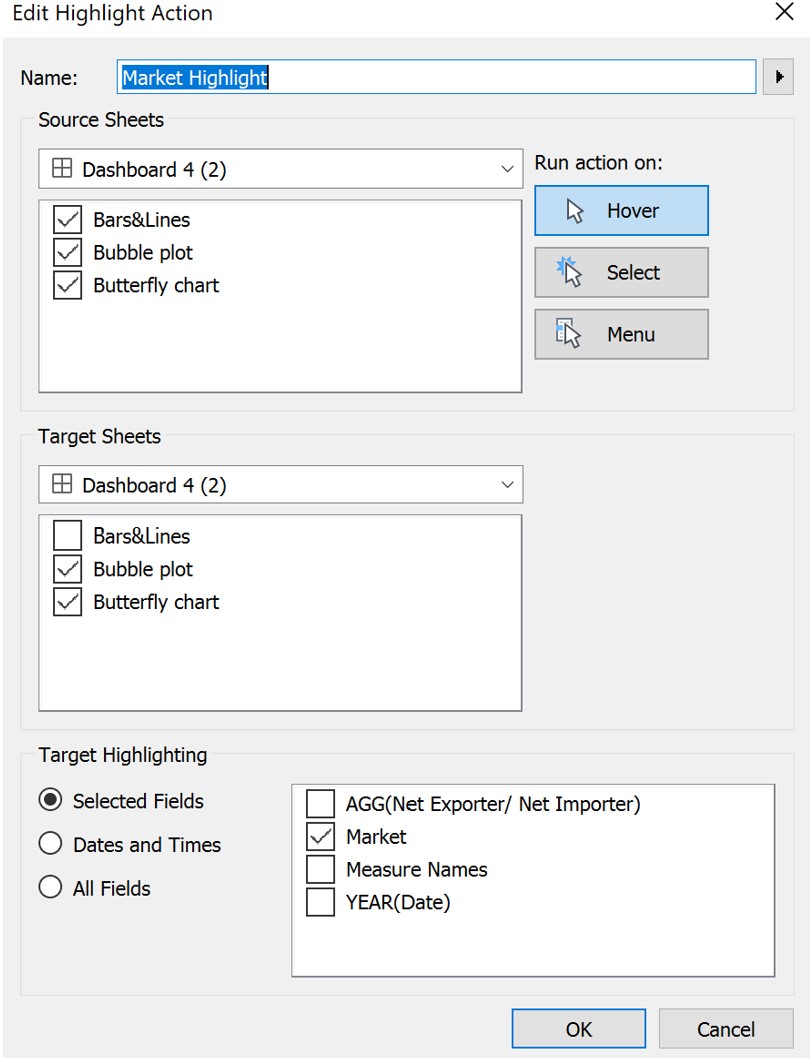 Edit Highlight Action
Name:
Market Highlight
Source Sheets
Dashboard 4 (2)
Run action on:
Bars&Lines
Bubble plot
Butterfly chart
Hover
Select
Menu
Target Sheets
Dashboard 4 (2)
Bars&Lines
Bubble plot
Butterfly chart
Target Highlighting
Selected Fields
Dates and Times
All Fields
AGG(Net Exporter/ Net Importer)
Market
Measure Names
YEAR(Date)
OK
Cancel